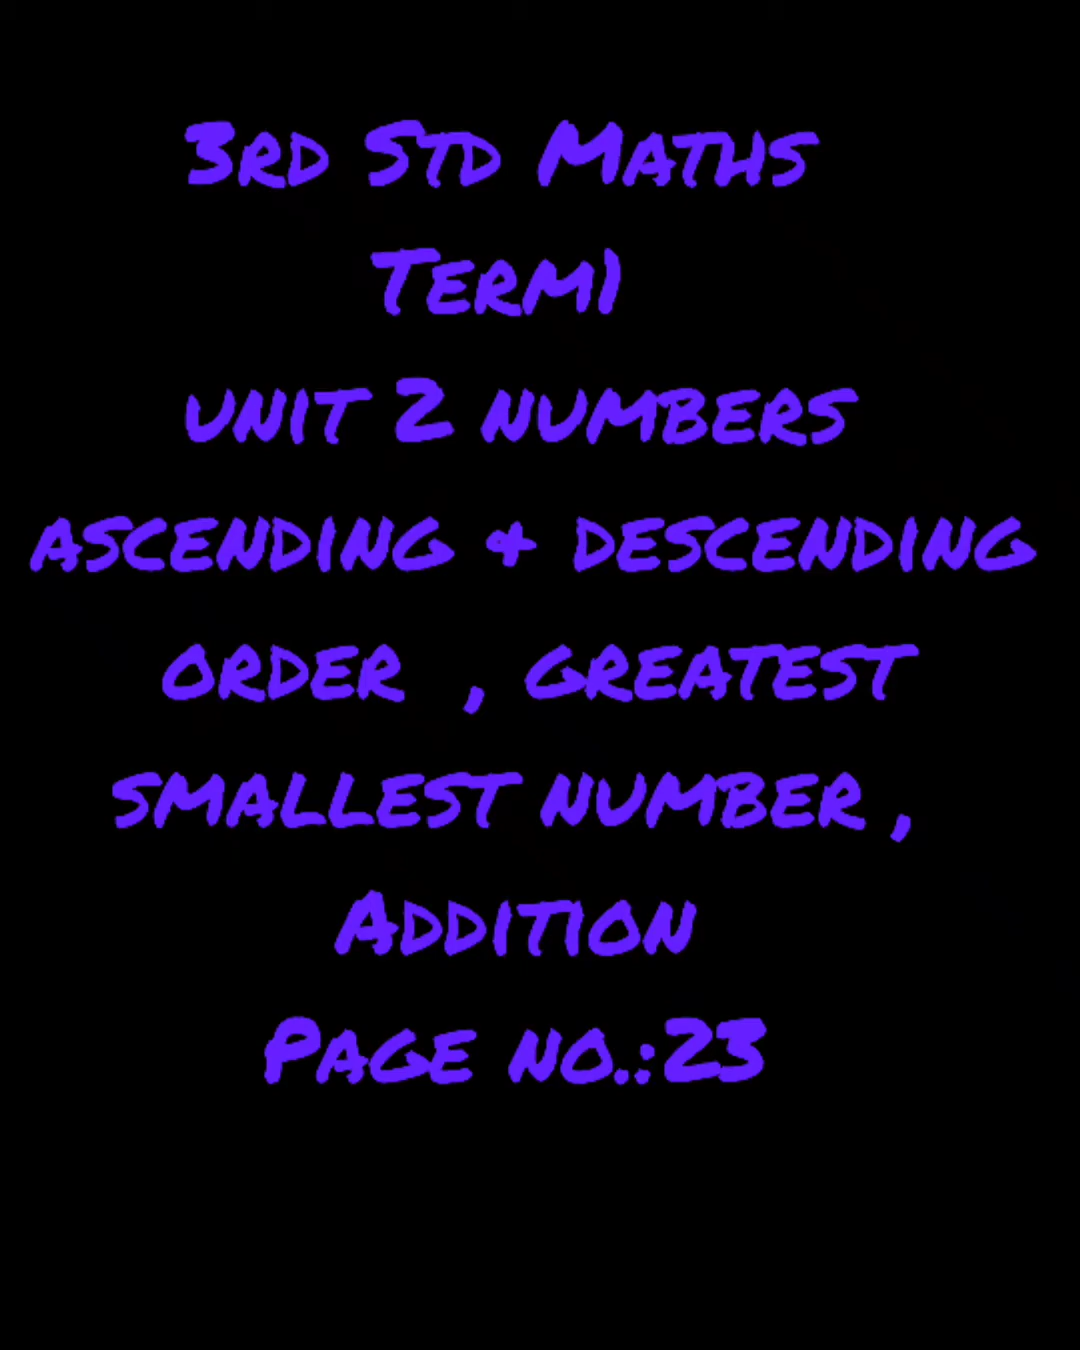 3rd Std Maths
Term1
unit 2 numbers
ascending & descending
order , greatest
smallest number ,
Addition
Page no.:23